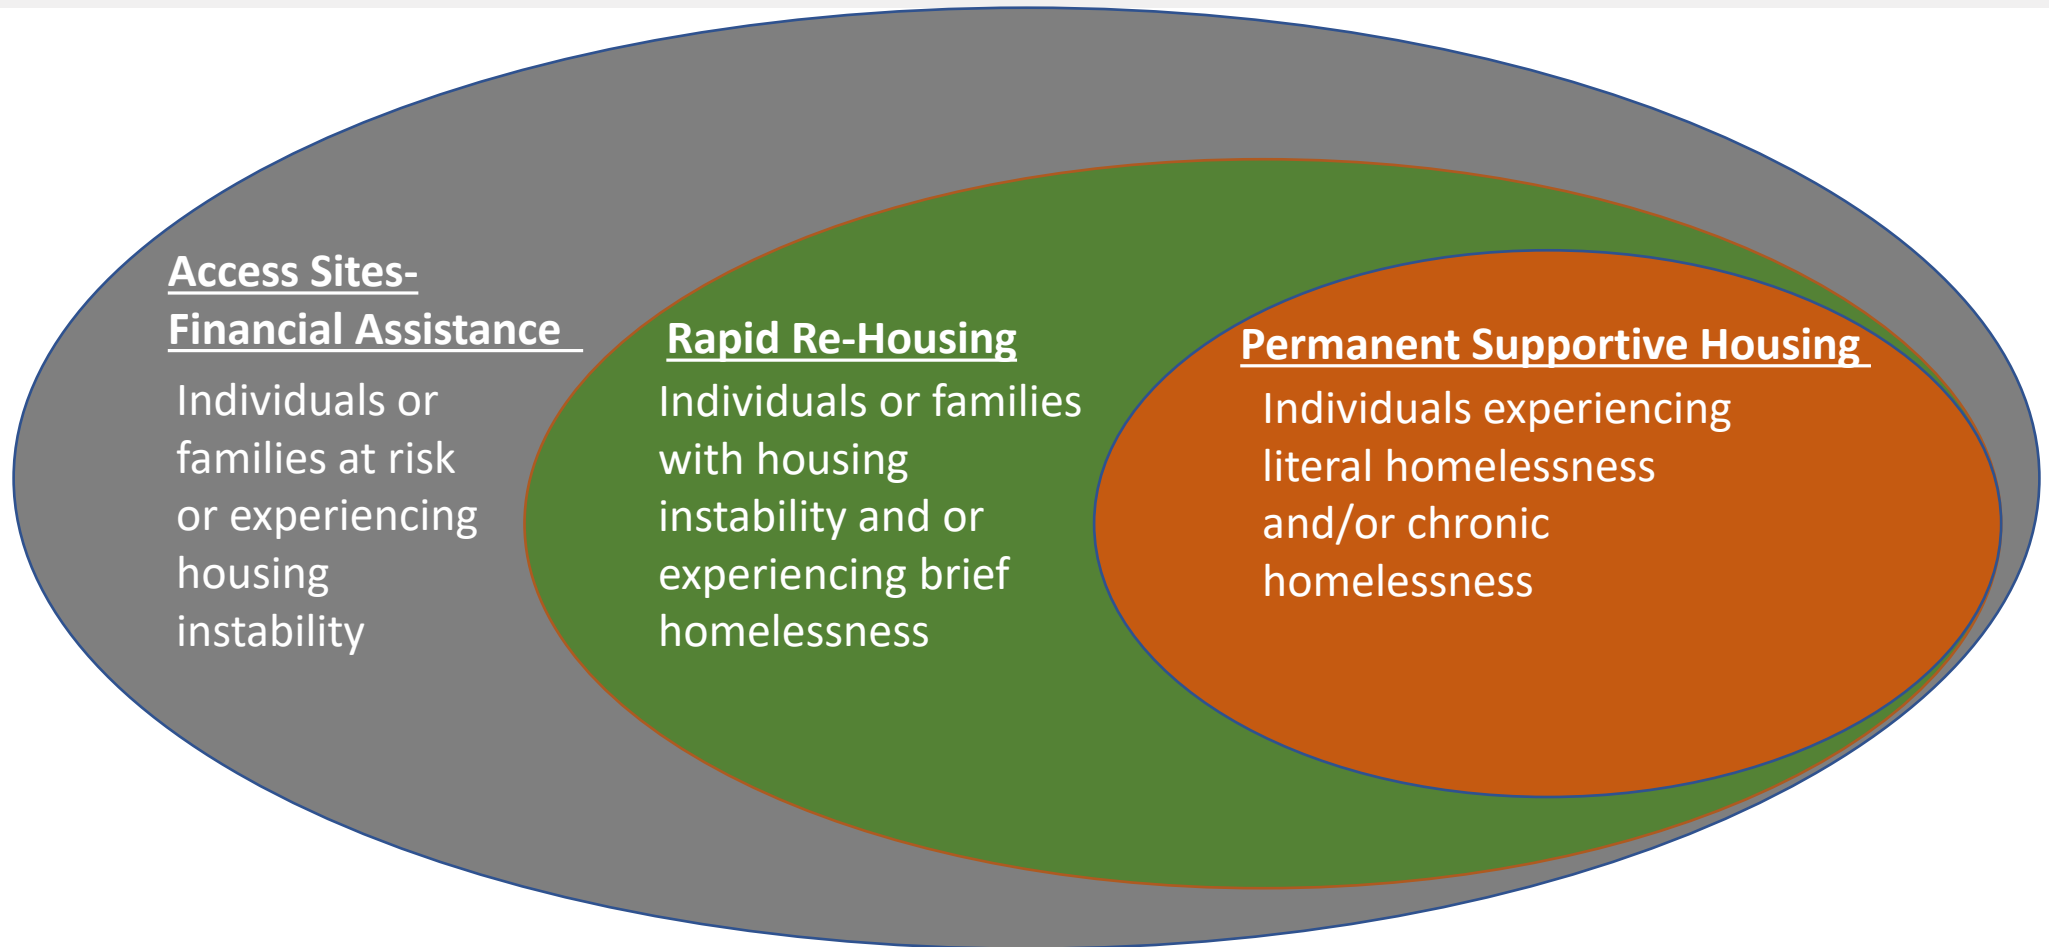 Access Sites-
Financial Assistance
Individuals or
families at risk
or experiencing
housing
instability
Rapid Re-Housing
Individuals or families
with housing
instability and or
experiencing brief
homelessness
Permanent Supportive Housing
Individuals experiencing
literal homelessness
and/or chronic
homelessness